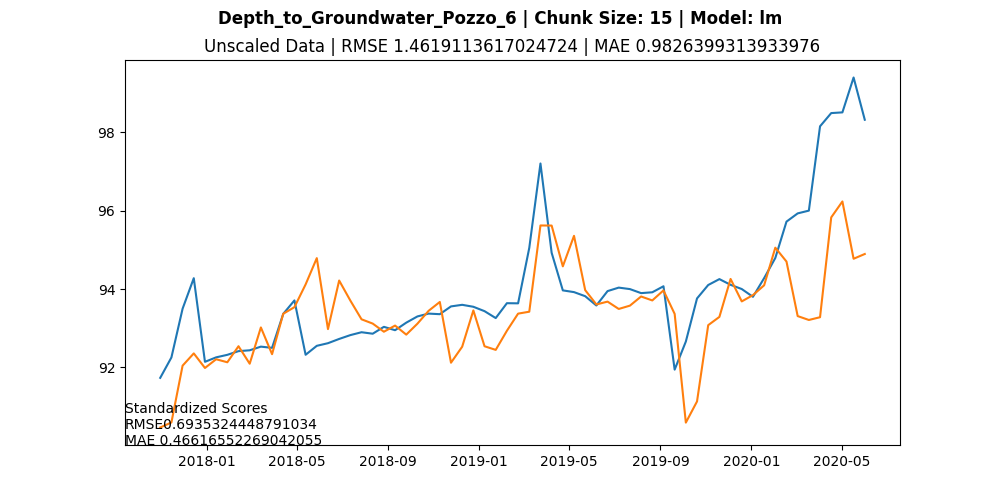 Depth_to_Groundwater_Pozzo_6 | Chunk Size: 15 | Model: lm
Unscaled Data | RMSE 1.4619113617024724 | MAE 0.9826399313933976
98
96
94
92
Standardized Scores
RMSE0.6935324448791034
MAE 0.46616552269042055
2018-01 2018-05 2018-09 2019-01 2019-05 2019-09 2020-01 2020-05